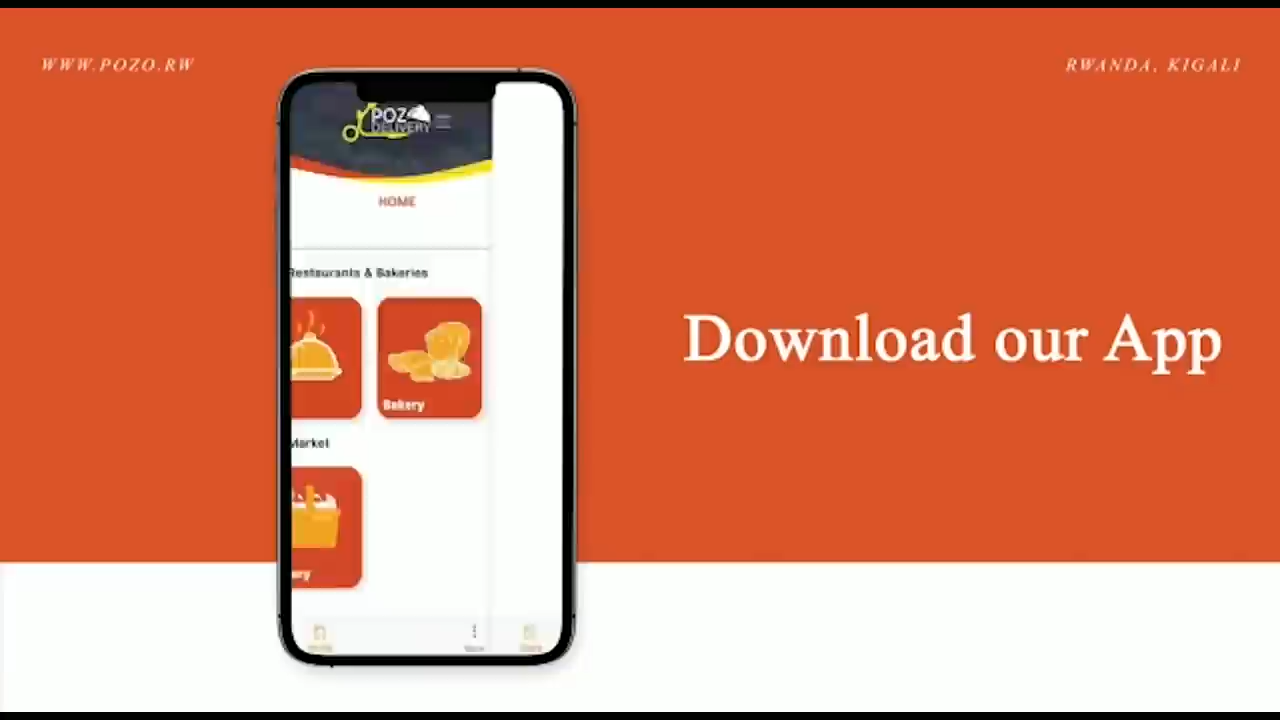 WWW.POZO.RW
RWANDA, KIGALI
POZO
DELIVERY
HOME
Restaurants & Bakeries
Download our App
Bakery
Market